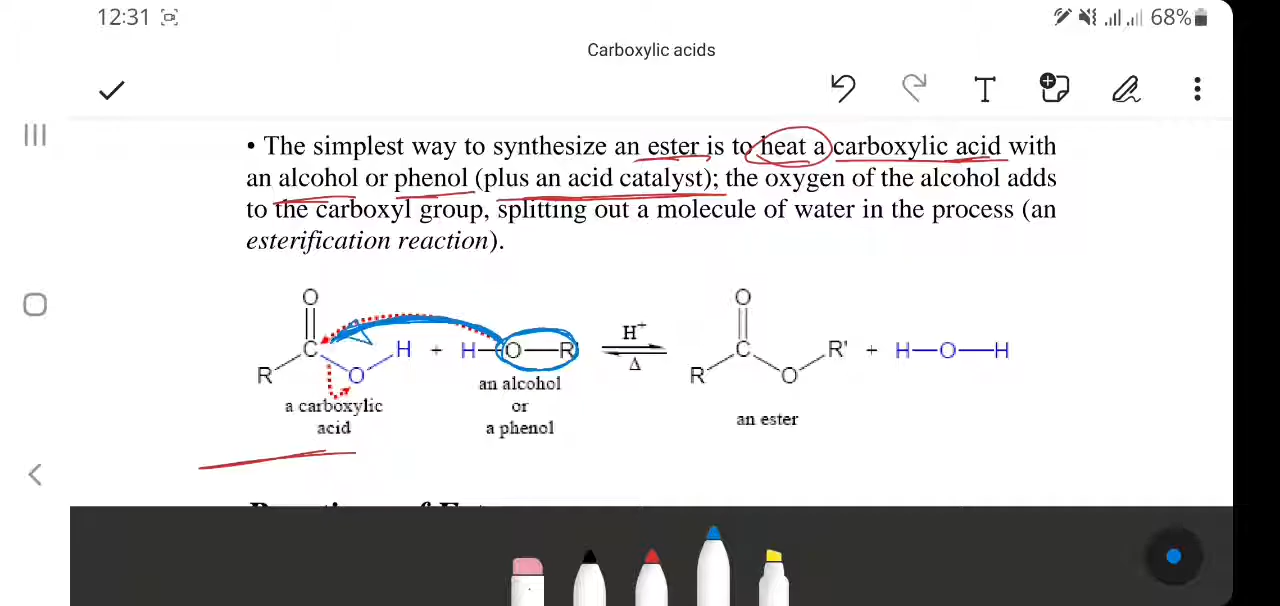 12:31
68%
Carboxylic acids
T
• The simplest way to synthesize an ester is to heat a carboxylic acid with
an alcohol or phenol (plus an acid catalyst); the oxygen of the alcohol adds
to the carboxyl group, splitting out a molecule of water in the process (an
esterification reaction).
O O
C O H + H—O—R' H⁺ C R' + H—O—H
R Δ R O
a carboxylic
acid
an alcohol
or
a phenol
an ester